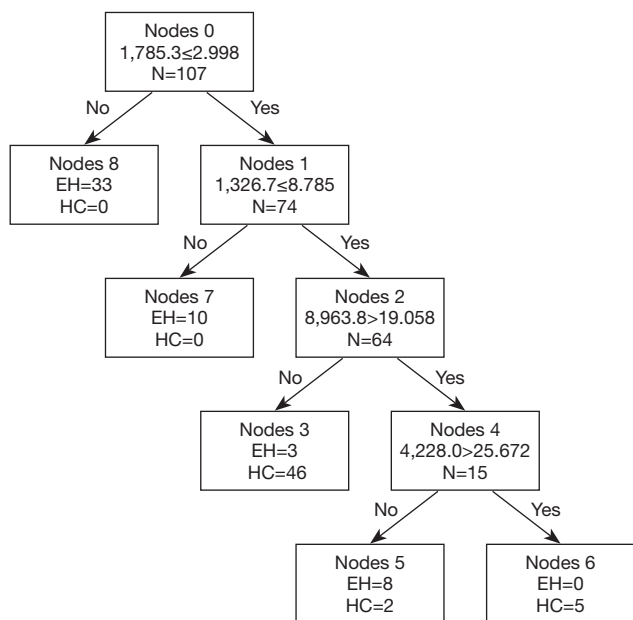 Nodes 0
1,785.3≤2.998
N=107
No
Yes
Nodes 8
EH=33
HC=0
Nodes 1
1,326.7≤8.785
N=74
No
Yes
Nodes 7
EH=10
HC=0
Nodes 2
8,963.8>19.058
N=64
No
Yes
Nodes 3
EH=3
HC=46
Nodes 4
4,228.0>25.672
N=15
No
Yes
Nodes 5
EH=8
HC=2
Nodes 6
EH=0
HC=5